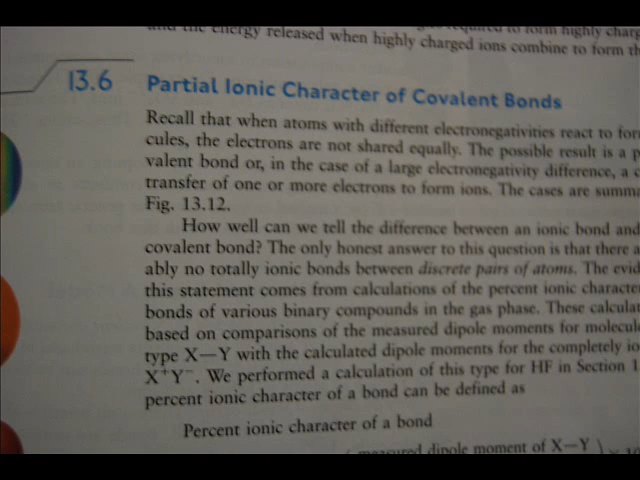 and the energy released when highly charged ions combine to form th
13.6 Partial Ionic Character of Covalent Bonds
Recall that when atoms with different electronegativities react to for
cules, the electrons are not shared equally. The possible result is a p
valent bond or, in the case of a large electronegativity difference, a c
transfer of one or more electrons to form ions. The cases are summa
Fig. 13.12.
How well can we tell the difference between an ionic bond and
covalent bond? The only honest answer to this question is that there a
ably no totally ionic bonds between discrete pairs of atoms. The evid
this statement comes from calculations of the percent ionic character
bonds of various binary compounds in the gas phase. These calculat
based on comparisons of the measured dipole moments for molecul
type X—Y with the calculated dipole moments for the completely io
X⁺Y⁻. We performed a calculation of this type for HF in Section 1
percent ionic character of a bond can be defined as
Percent ionic character of a bond
measured dipole moment of X—Y